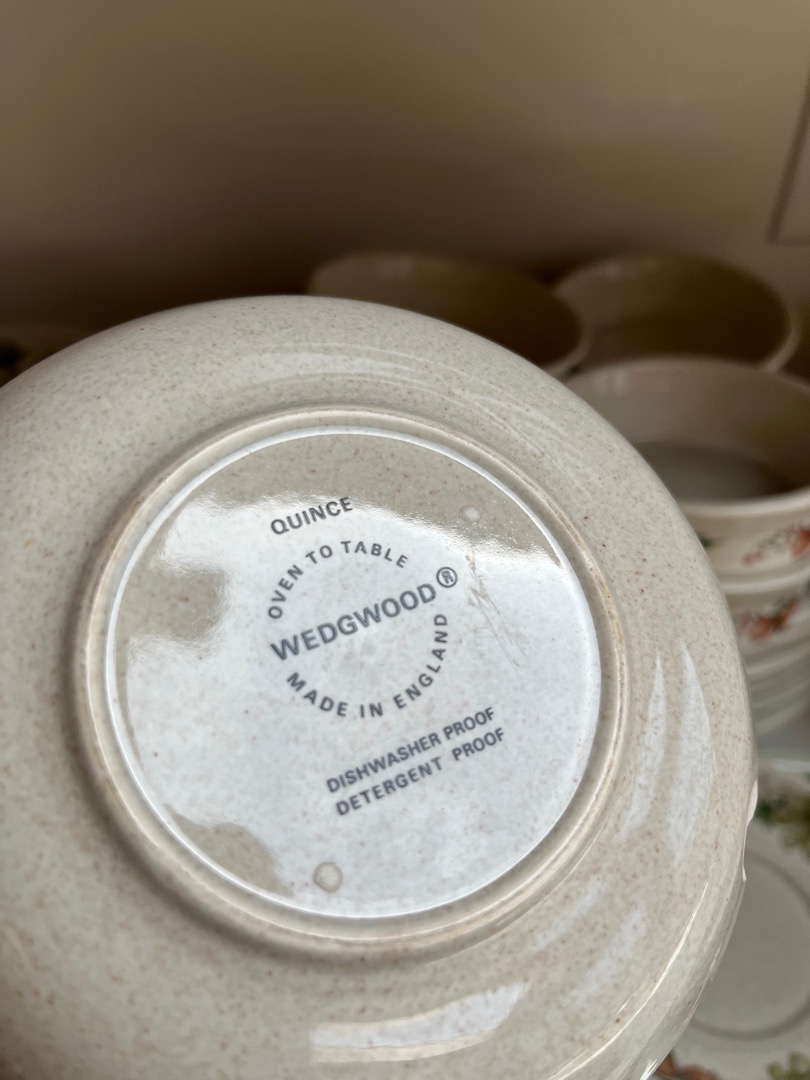 QUINCE
OVEN TO TABLE
WEDGWOOD®
MADE IN ENGLAND
DISHWASHER PROOF
DETERGENT PROOF